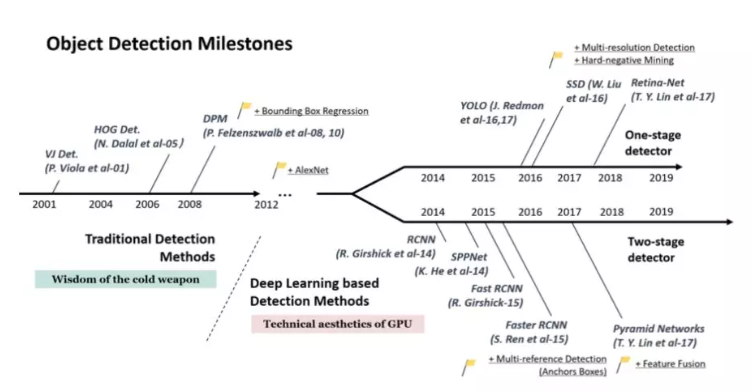 Object Detection Milestones
+ Multi-resolution Detection
+ Hard-negative Mining
SSD (W. Liu
et al-16)
Retina-Net
(T. Y. Lin et al-17)
YOLO (J. Redmon
et al-16,17)
+ Bounding Box Regression
DPM
(P. Felzenszwalb et al-08, 10)
HOG Det.
(N. Dalal et al-05)
VJ Det.
(P. Viola et al-01)
+ AlexNet
One-stage
detector
2001 2004 2006 2008 2012 ...
2014 2015 2016 2017 2018 2019
2014 2015 2016 2017 2018 2019
Traditional Detection
Methods
Wisdom of the cold weapon
Deep Learning based
Detection Methods
Technical aesthetics of GPU
RCNN
(R. Girshick et al-14)
SPPNet
(K. He et al-14)
Fast RCNN
(R. Girshick-15)
Faster RCNN
(S. Ren et al-15)
+ Multi-reference Detection
(Anchors Boxes)
Two-stage
detector
Pyramid Networks
(T. Y. Lin et al-17)
+ Feature Fusion